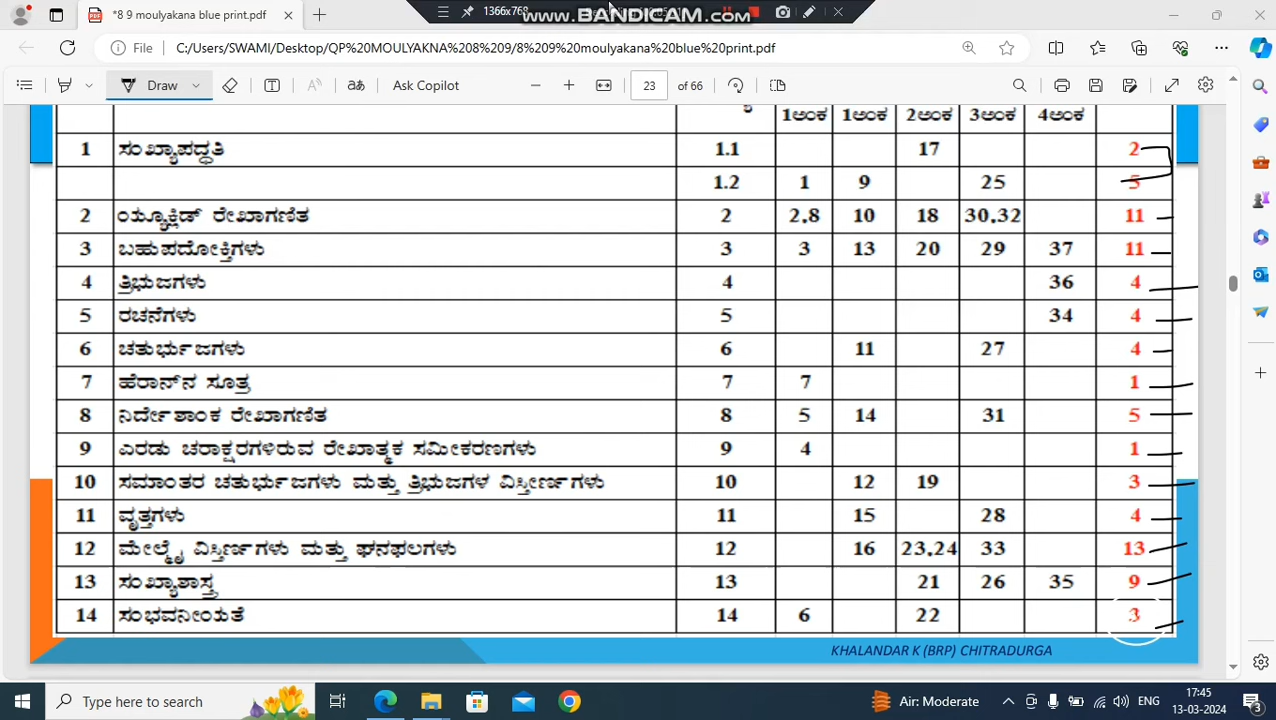 *8 9 moulyakana blue print.pdf
1366x768
www.BANDICAM.com
File C:/Users/SWAMI/Desktop/QP%20MOULYAKNA%208%209/8%209%20moulyakana%20blue%20print.pdf
Draw Ask Copilot 23 of 66
1ಅಂಕ 1ಅಂಕ 2ಅಂಕ 3ಅಂಕ 4ಅಂಕ
1 ಸಂಖ್ಯಾಪದ್ಧತಿ 1.1 17 2
1.2 1 9 25 5
2 ಯ್ಯೂಕ್ಲಿಡ್ ರೇಖಾಗಣಿತ 2 2,8 10 18 30,32 11
3 ಬಹುಪದೋಕ್ತಿಗಳು 3 3 13 20 29 37 11
4 ತ್ರಿಭುಜಗಳು 4 36 4
5 ರಚನೆಗಳು 5 34 4
6 ಚತುರ್ಭುಜಗಳು 6 11 27 4
7 ಹೆರಾನ್‌ನ ಸೂತ್ರ 7 7 1
8 ನಿರ್ದೇಶಾಂಕ ರೇಖಾಗಣಿತ 8 5 14 31 5
9 ಎರಡು ಚರಾಕ್ಷರಗಳಿರುವ ರೇಖಾತ್ಮಕ ಸಮೀಕರಣಗಳು 9 4 1
10 ಸಮಾಂತರ ಚತುರ್ಭುಜಗಳು ಮತ್ತು ತ್ರಿಭುಜಗಳ ವಿಸ್ತೀರ್ಣಗಳು 10 12 19 3
11 ವೃತ್ತಗಳು 11 15 28 4
12 ಮೇಲ್ಮೈ ವಿಸ್ತಿರ್ಣಗಳು ಮತ್ತು ಘನಫಲಗಳು 12 16 23,24 33 13
13 ಸಂಖ್ಯಾಶಾಸ್ತ್ರ 13 21 26 35 9
14 ಸಂಭವನೀಯತೆ 14 6 22 3
KHALANDAR K (BRP) CHITRADURGA
Type here to search
Air: Moderate
ENG
17:45
13-03-2024
3